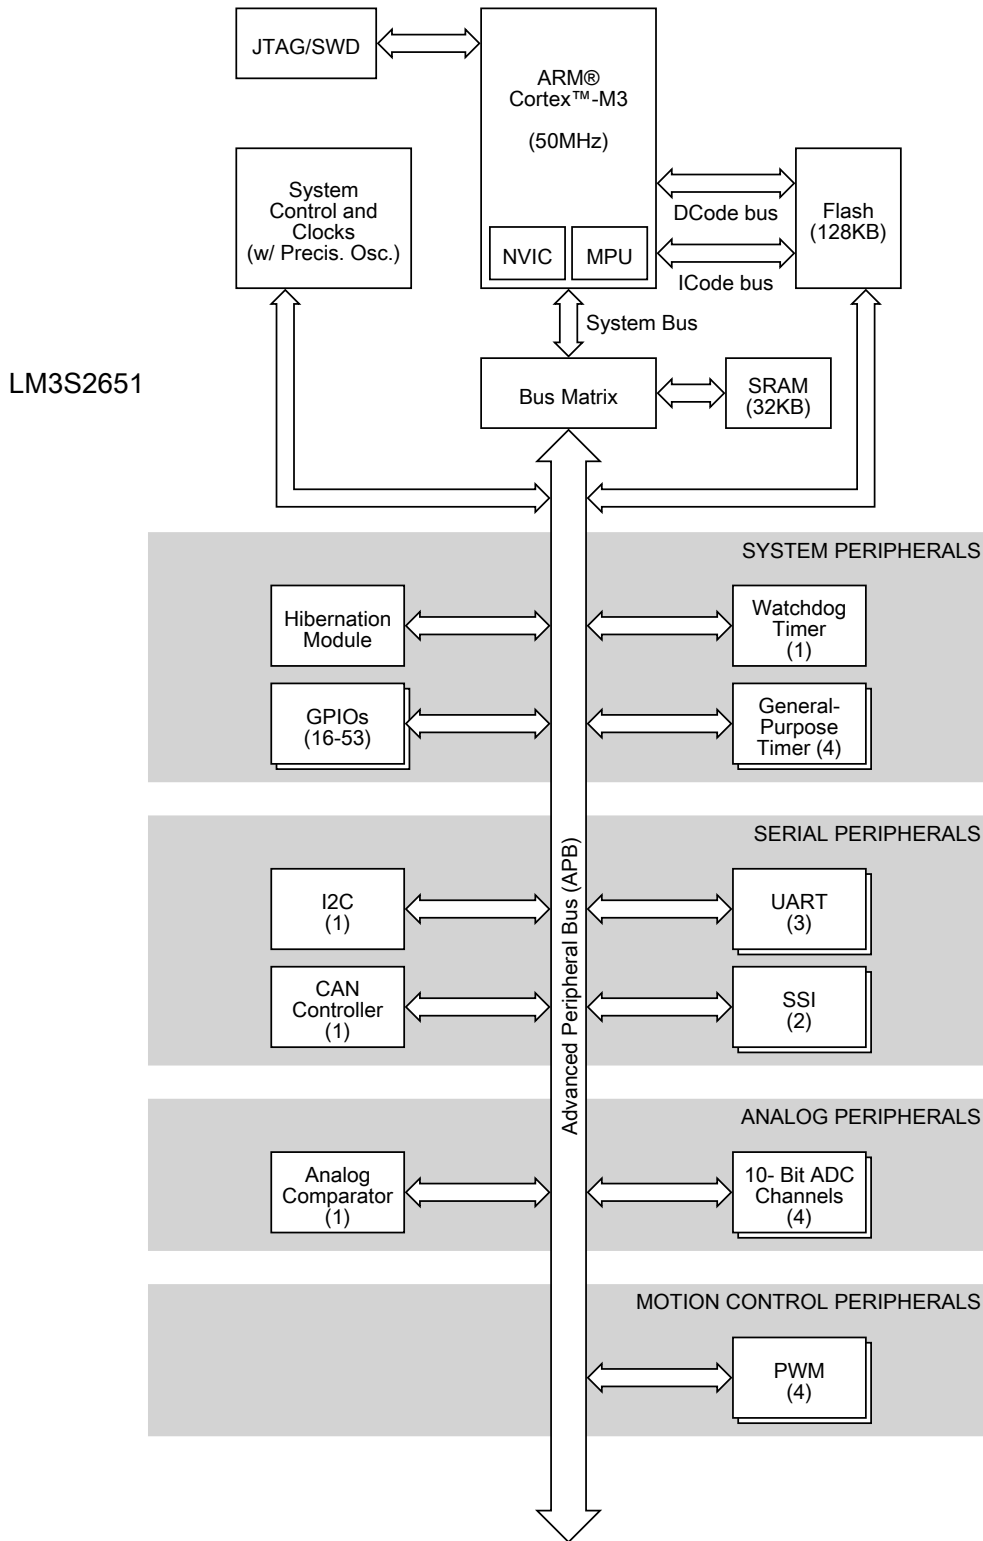 JTAG/SWD
ARM®
Cortex™-M3
(50MHz)
System
Control and
Clocks
(w/ Precis. Osc.)
DCode bus
Flash
(128KB)
NVIC
MPU
ICode bus
System Bus
LM3S2651
Bus Matrix
SRAM
(32KB)
SYSTEM PERIPHERALS
Hibernation
Module
Watchdog
Timer
(1)
GPIOs
(16-53)
General-
Purpose
Timer (4)
Advanced Peripheral Bus (APB)
SERIAL PERIPHERALS
I2C
(1)
UART
(3)
CAN
Controller
(1)
SSI
(2)
ANALOG PERIPHERALS
Analog
Comparator
(1)
10- Bit ADC
Channels
(4)
MOTION CONTROL PERIPHERALS
PWM
(4)